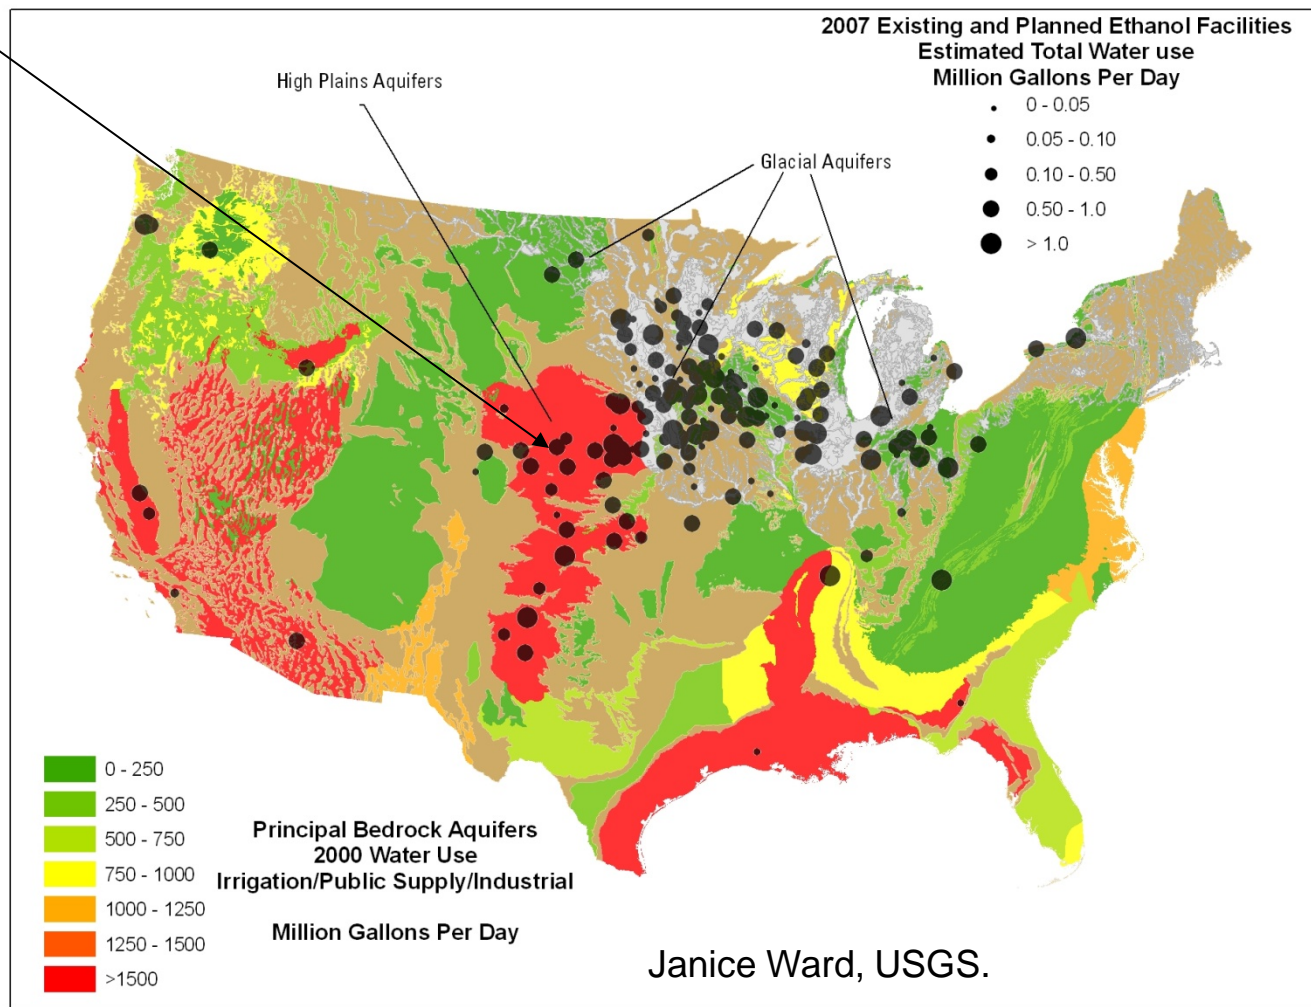 2007 Existing and Planned Ethanol Facilities
Estimated Total Water use
Million Gallons Per Day
0 - 0.05
0.05 - 0.10
0.10 - 0.50
0.50 - 1.0
> 1.0
High Plains Aquifers
Glacial Aquifers
0 - 250
250 - 500
500 - 750
750 - 1000
1000 - 1250
1250 - 1500
>1500
Principal Bedrock Aquifers
2000 Water Use
Irrigation/Public Supply/Industrial
Million Gallons Per Day
Janice Ward, USGS.